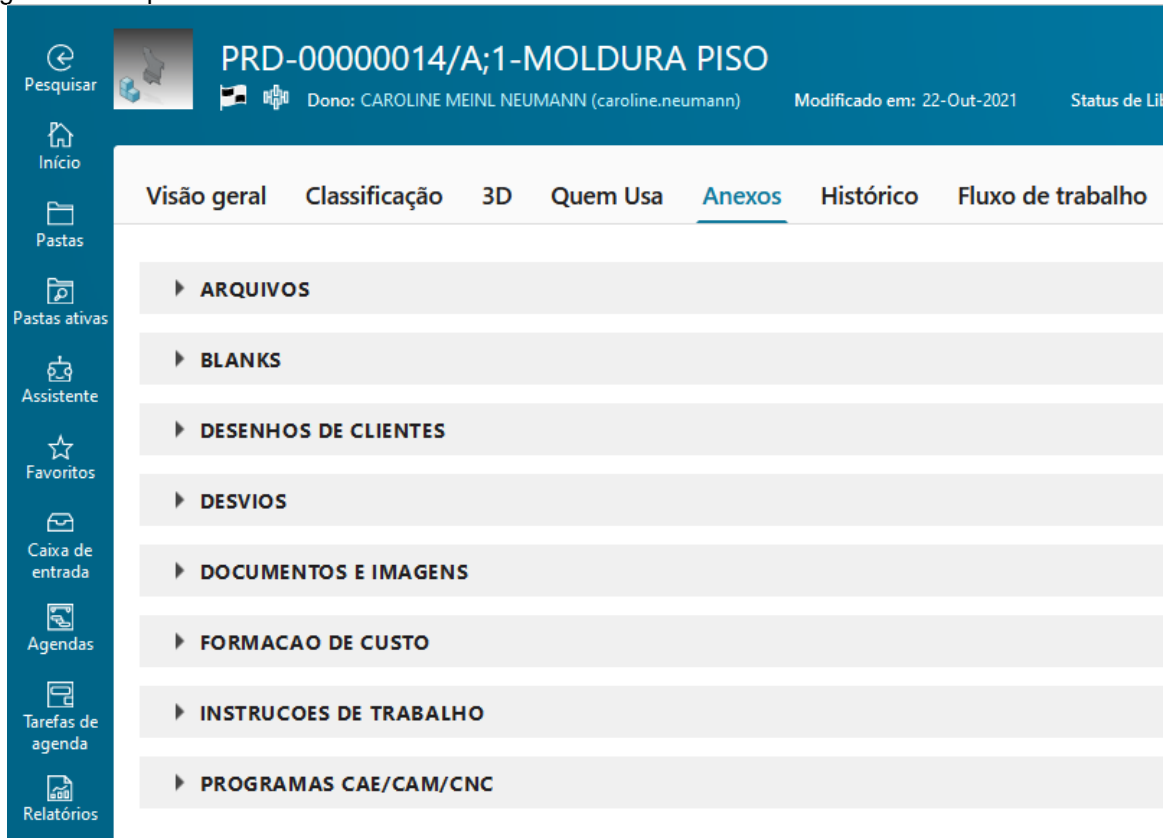 PRD-00000014/A;1-MOLDURA PISO
Dono: CAROLINE MEINL NEUMANN (caroline.neumann) Modificado em: 22-Out-2021 Status de Lib
Pesquisar
Início
Pastas
Pastas ativas
Assistente
Favoritos
Caixa de
entrada
Agendas
Tarefas de
agenda
Relatórios
Visão geral Classificação 3D Quem Usa Anexos Histórico Fluxo de trabalho
ARQUIVOS
BLANKS
DESENHOS DE CLIENTES
DESVIOS
DOCUMENTOS E IMAGENS
FORMACAO DE CUSTO
INSTRUCOES DE TRABALHO
PROGRAMAS CAE/CAM/CNC